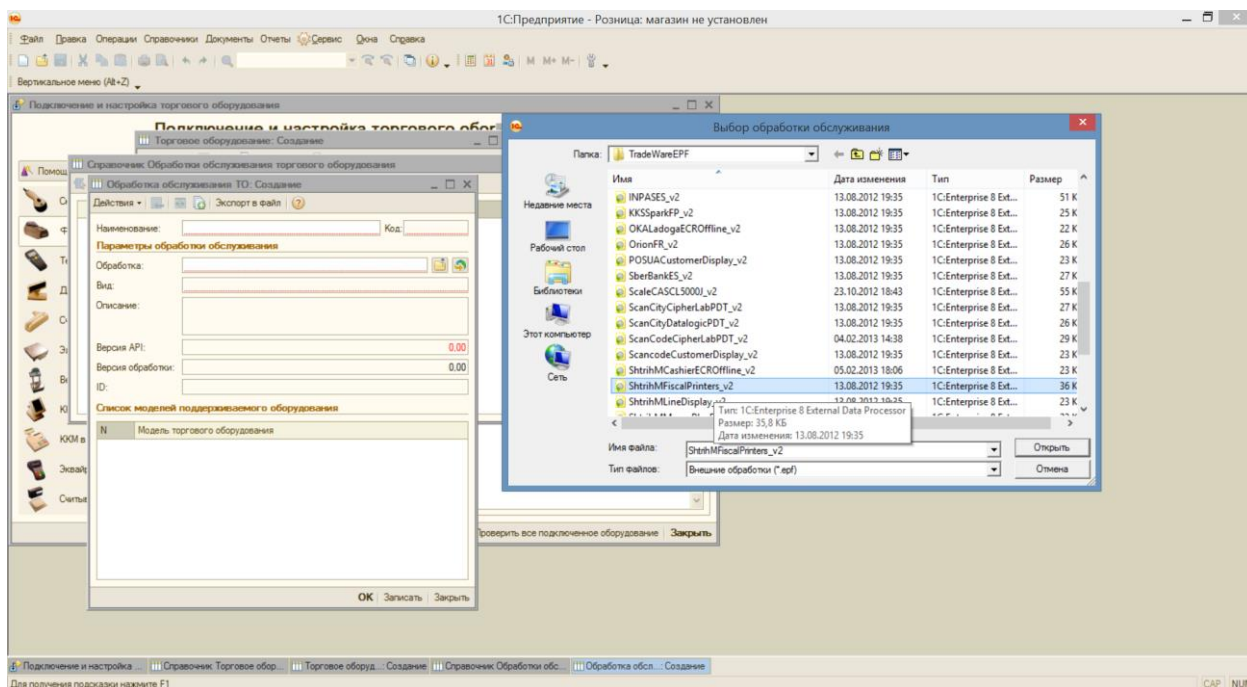 1С:Предприятие - Розница: магазин не установлен
Файл Правка Операции Справочники Документы Отчеты Сервис Окна Справка
M M+ M-
Вертикальное меню (Alt+Z)
Подключение и настройка торгового оборудования
Подключение и настройка торгового
Торговое оборудование: Создание
Справочник Обработки обслуживания торгового оборудования
Обработка обслуживания ТО: Создание
Действия Экспорт в файл
Наименование: Код:
Параметры обработки обслуживания
Обработка:
Вид:
Описание:
Версия API: 0.00
Версия обработки: 0.00
ID:
Список моделей поддерживаемого оборудования
N Модель торгового оборудования
OK Записать Закрыть
ККМ в
Проверить все подключенное оборудование Закрыть
Выбор обработки обслуживания
Папка: TradeWareEPF
Недавние места
Рабочий стол
Библиотеки
Этот компьютер
Сеть
Имя Дата изменения Тип Размер
INPASES_v2 13.08.2012 19:35 1C:Enterprise 8 Ext... 51 K
KKSSparkFP_v2 13.08.2012 19:35 1C:Enterprise 8 Ext... 25 K
OKALadogaECROffline_v2 13.08.2012 19:35 1C:Enterprise 8 Ext... 22 K
OrionFR_v2 13.08.2012 19:35 1C:Enterprise 8 Ext... 26 K
POSUACustomerDisplay_v2 13.08.2012 19:35 1C:Enterprise 8 Ext... 23 K
SberBankES_v2 13.08.2012 19:35 1C:Enterprise 8 Ext... 27 K
ScaleCASCL5000J_v2 23.10.2012 18:43 1C:Enterprise 8 Ext... 55 K
ScanCityCipherLabPDT_v2 13.08.2012 19:35 1C:Enterprise 8 Ext... 27 K
ScanCityDatalogicPDT_v2 13.08.2012 19:35 1C:Enterprise 8 Ext... 26 K
ScanCodeCipherLabPDT_v2 04.02.2013 14:38 1C:Enterprise 8 Ext... 29 K
ScancodeCustomerDisplay_v2 13.08.2012 19:35 1C:Enterprise 8 Ext... 23 K
ShtrihMCashierECROffline_v2 05.02.2013 18:06 1C:Enterprise 8 Ext... 23 K
ShtrihMFiscalPrinters_v2 13.08.2012 19:35 1C:Enterprise 8 Ext... 36 K
ShtrihMLineDisplay_v2 13.08.2012 19:35 1C:Enterprise 8 Ext... 23 K
Тип: 1C:Enterprise 8 External Data Processor
Размер: 35,8 КБ
Дата изменения: 13.08.2012 19:35
Имя файла: ShtrihMFiscalPrinters_v2 Открыть
Тип файлов: Внешние обработки (*.epf) Отмена
Подключение и настройка ... Справочник Торговое обор... Торговое оборуд...: Создание Справочник Обработки обс... Обработка обсл...: Создание
Для получения подсказки нажмите F1 CAP NUM